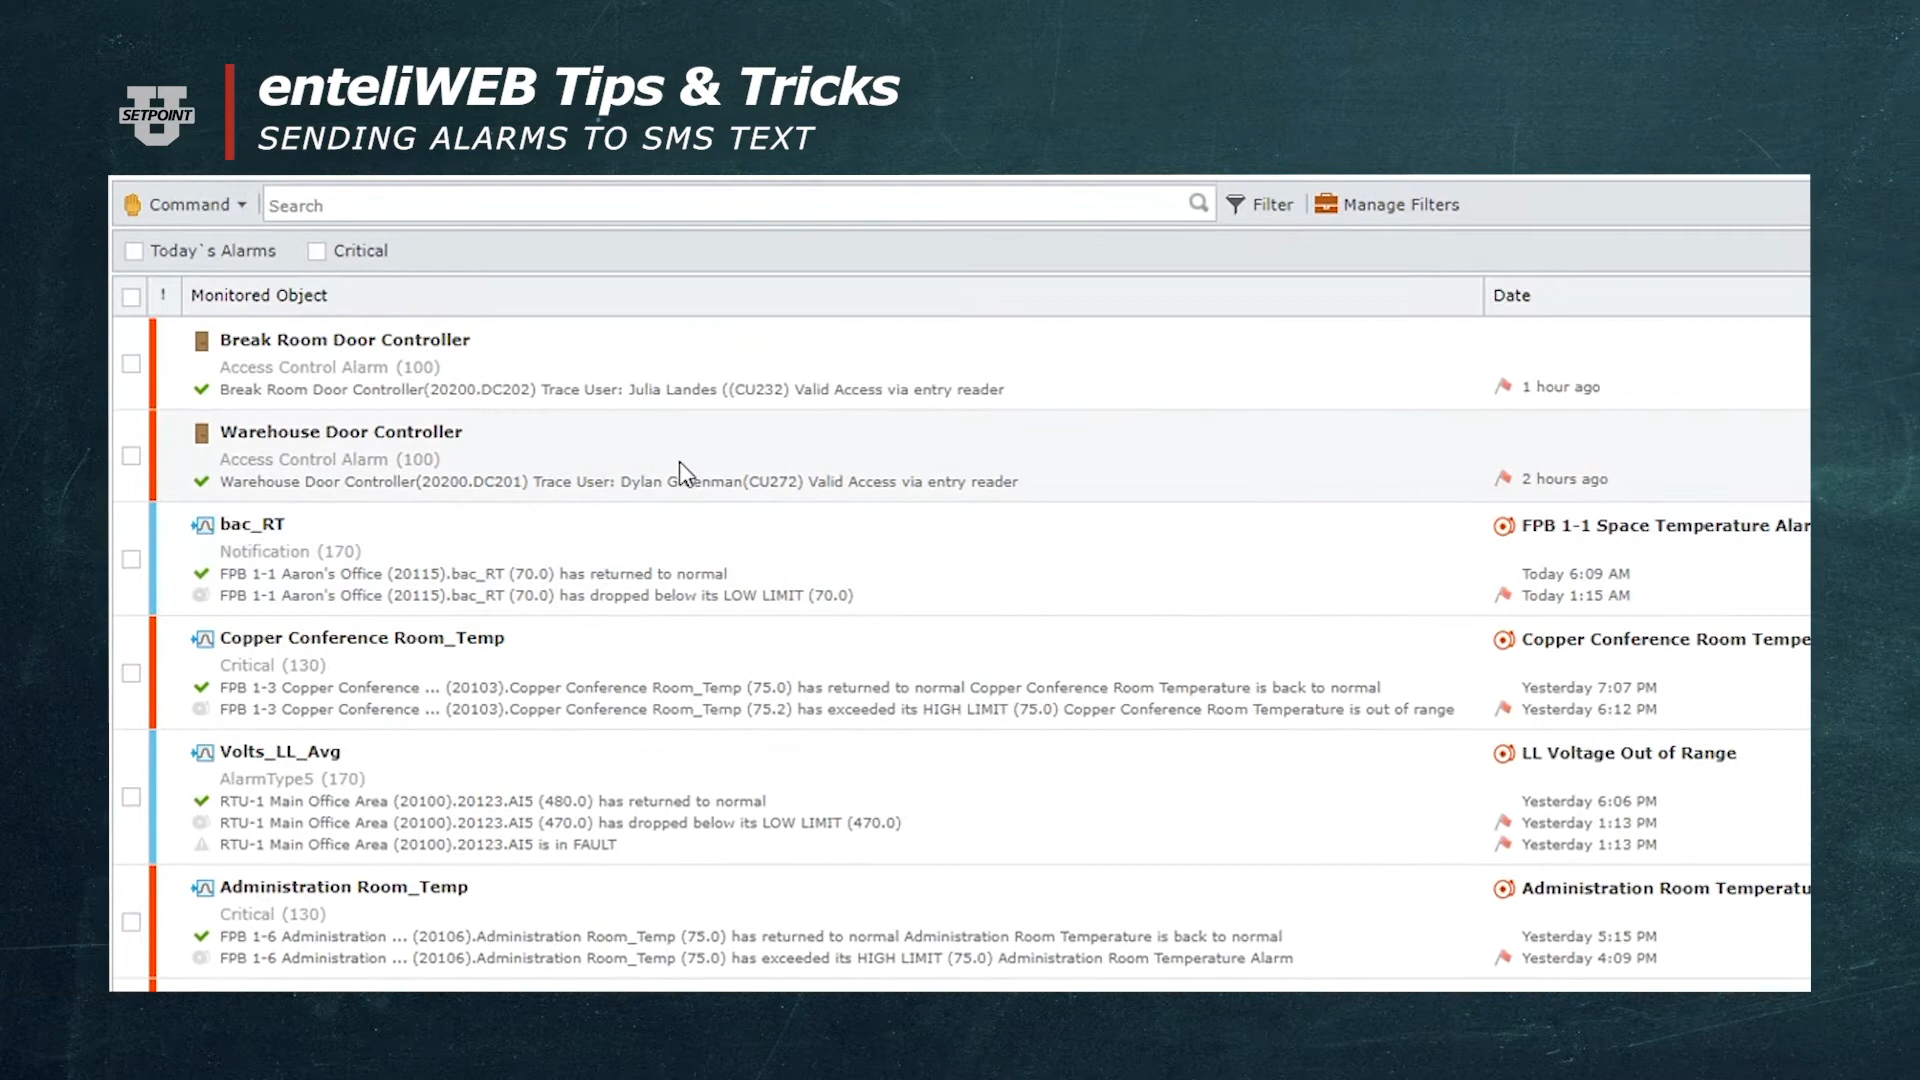 U
SETPOINT
enteliWEB Tips & Tricks
SENDING ALARMS TO SMS TEXT
Command Search Filter Manage Filters
Today`s Alarms Critical
! Monitored Object Date
Break Room Door Controller
Access Control Alarm (100)
Break Room Door Controller(20200.DC202) Trace User: Julia Landes ((CU232) Valid Access via entry reader 1 hour ago
Warehouse Door Controller
Access Control Alarm (100)
Warehouse Door Controller(20200.DC201) Trace User: Dylan Valid Access via entry reader 2 hours ago
bac_RT FPB 1-1 Space Temperature Alar
Notification (170)
FPB 1-1 Aaron's Office (20115).bac_RT (70.0) has returned to normal Today 6:09 AM
FPB 1-1 Aaron's Office (20115).bac_RT (70.0) has dropped below its LOW LIMIT (70.0) Today 1:15 AM
Copper Conference Room_Temp Copper Conference Room Tempe
Critical (130)
FPB 1-3 Copper Conference ... (20103).Copper Conference Room_Temp (75.0) has returned to normal Copper Conference Room Temperature is back to normal Yesterday 7:07 PM
FPB 1-3 Copper Conference ... (20103).Copper Conference Room_Temp (75.2) has exceeded its HIGH LIMIT (75.0) Copper Conference Room Temperature is out of range Yesterday 6:12 PM
Volts_LL_Avg LL Voltage Out of Range
AlarmType5 (170)
RTU-1 Main Office Area (20100).20123.AI5 (480.0) has returned to normal Yesterday 6:06 PM
RTU-1 Main Office Area (20100).20123.AI5 (470.0) has dropped below its LOW LIMIT (470.0) Yesterday 1:13 PM
RTU-1 Main Office Area (20100).20123.AI5 is in FAULT Yesterday 1:13 PM
Administration Room_Temp Administration Room Temperatu
Critical (130)
FPB 1-6 Administration ... (20106).Administration Room_Temp (75.0) has returned to normal Administration Room Temperature is back to normal Yesterday 5:15 PM
FPB 1-6 Administration ... (20106).Administration Room_Temp (75.0) has exceeded its HIGH LIMIT (75.0) Administration Room Temperature Alarm Yesterday 4:09 PM